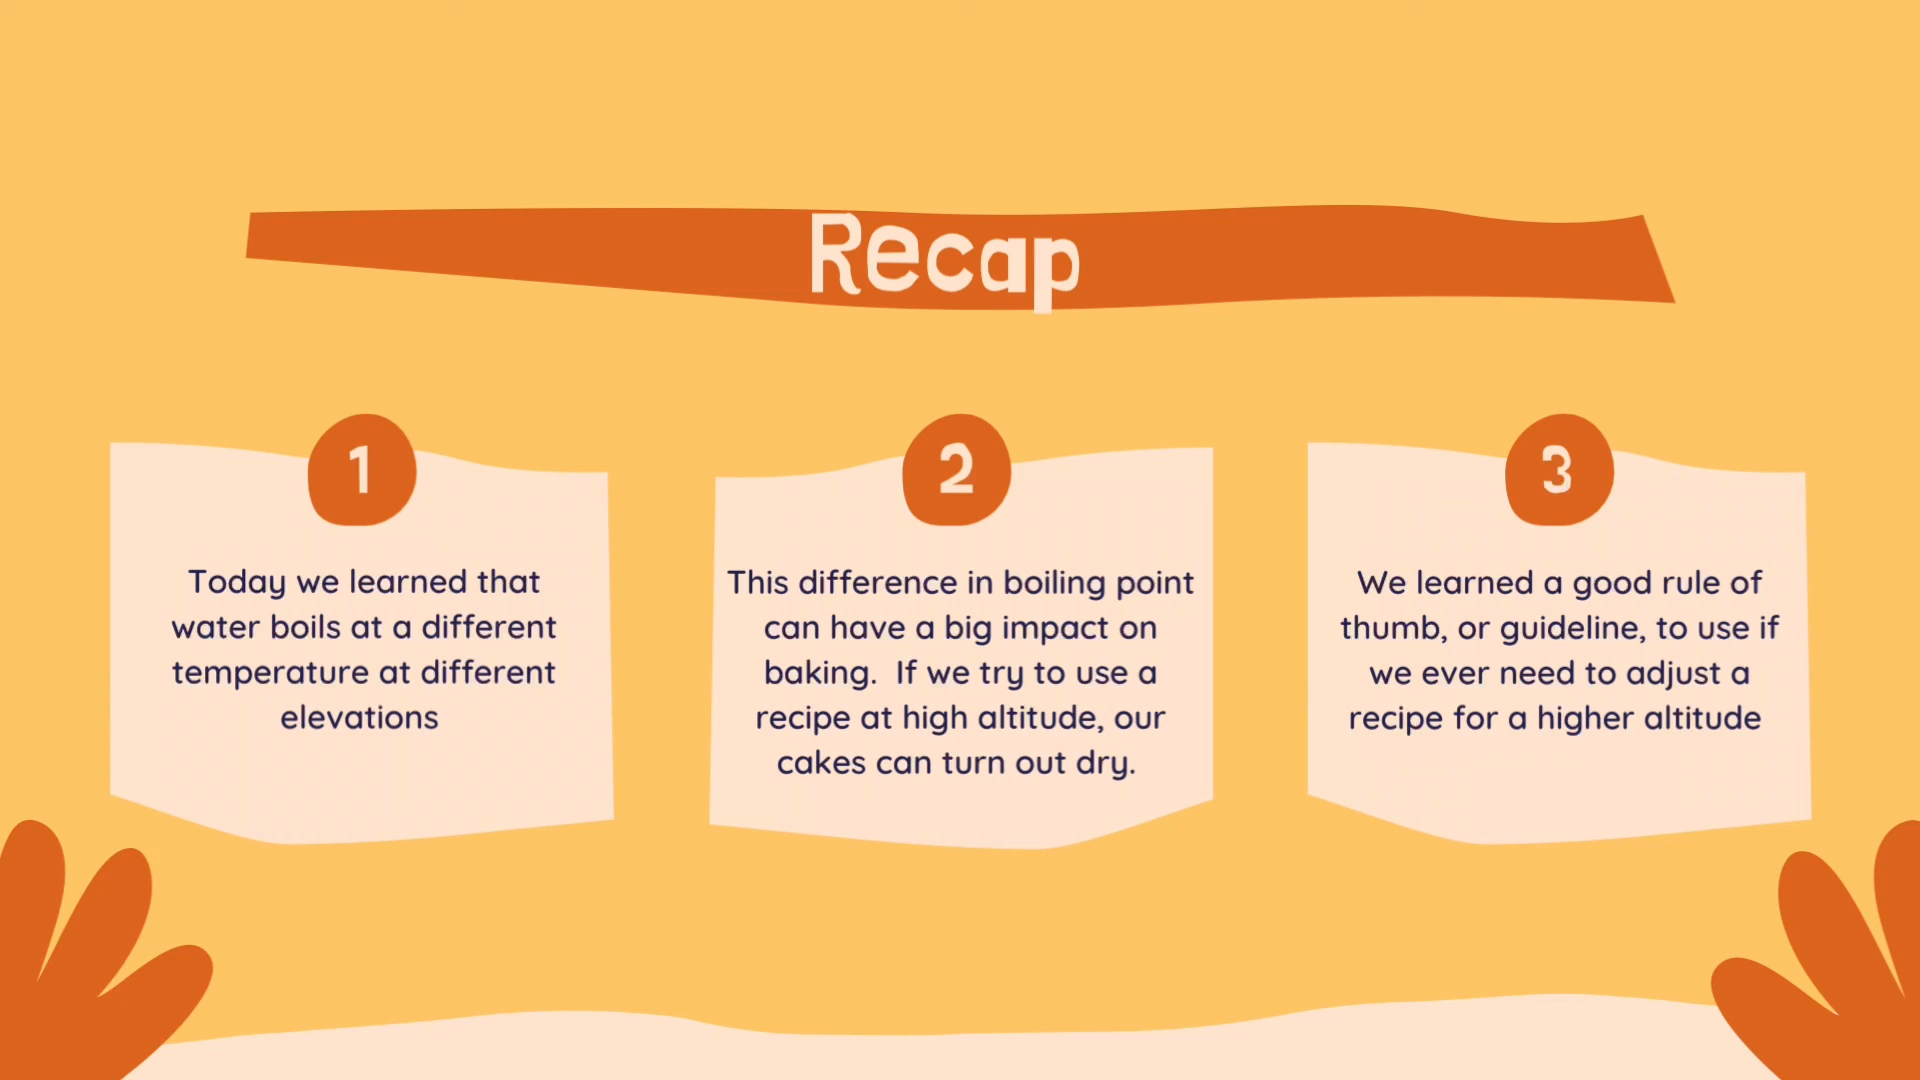 Recap
1
Today we learned that
water boils at a different
temperature at different
elevations
2
This difference in boiling point
can have a big impact on
baking.  If we try to use a
recipe at high altitude, our
cakes can turn out dry.
3
We learned a good rule of
thumb, or guideline, to use if
we ever need to adjust a
recipe for a higher altitude